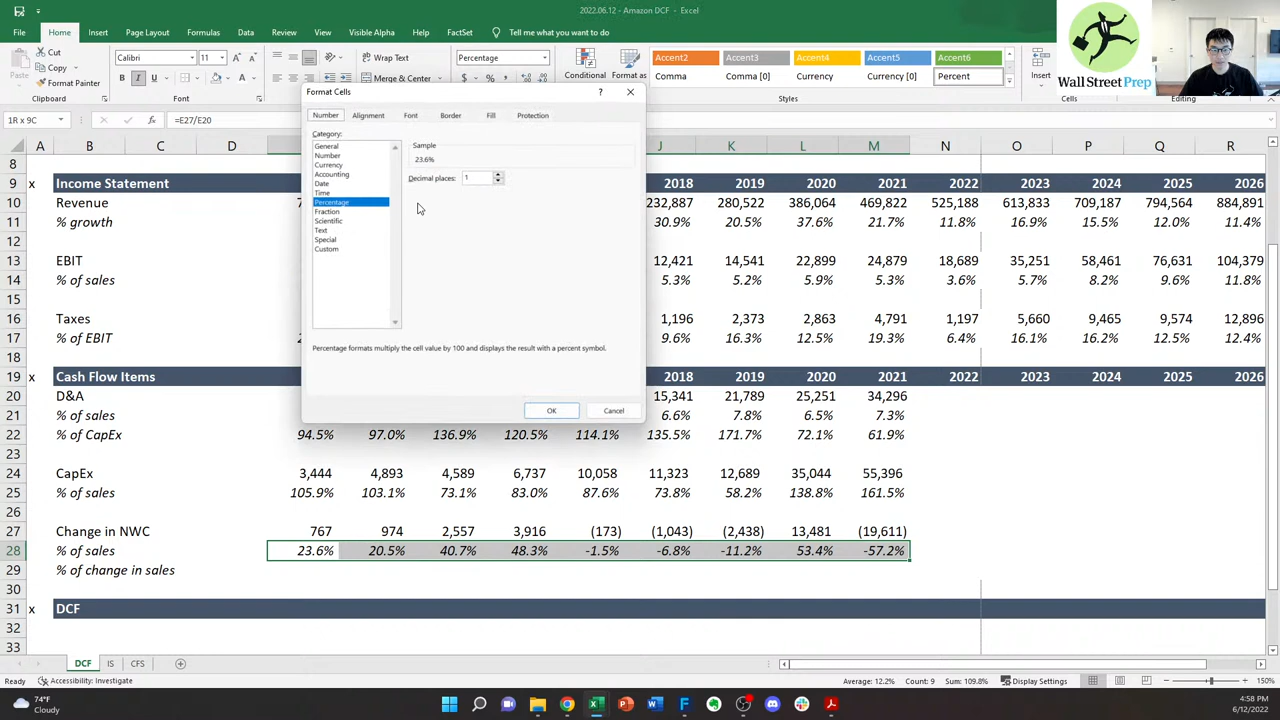 2022.06.12 - Amazon DCF - Excel
File Home Insert Page Layout Formulas Data Review View Visible Alpha Help FactSet Tell me what you want to do
Cut
Copy
Format Painter
Paste
Clipboard
Calibri 11
B I U
Font
Wrap Text
Merge & Center
Percentage
$ %
Conditional Format as
Accent2 Accent3 Accent4 Accent5 Accent6
Comma Comma [0] Currency Currency [0] Percent
Styles
Insert
Cells
Editing
Wall Street Prep
1R x 9C =E27/E20
Format Cells
Number Alignment Font Border Fill Protection
Category:
General
Number
Currency
Accounting
Date
Time
Percentage
Fraction
Scientific
Text
Special
Custom
Sample
23.6%
Decimal places: 1
Percentage formats multiply the cell value by 100 and displays the result with a percent symbol.
OK Cancel
A B C D J K L M N O P Q R
8
9 x Income Statement 2018 2019 2020 2021 2022 2023 2024 2025 2026
10 Revenue 232,887 280,522 386,064 469,822 525,188 613,833 709,187 794,564 884,891
11 % growth 30.9% 20.5% 37.6% 21.7% 11.8% 16.9% 15.5% 12.0% 11.4%
12
13 EBIT 12,421 14,541 22,899 24,879 18,689 35,251 58,461 76,631 104,379
14 % of sales 5.3% 5.2% 5.9% 5.3% 3.6% 5.7% 8.2% 9.6% 11.8%
15
16 Taxes 1,196 2,373 2,863 4,791 1,197 5,660 9,465 9,574 12,896
17 % of EBIT 9.6% 16.3% 12.5% 19.3% 6.4% 16.1% 16.2% 12.5% 12.4%
18
19 x Cash Flow Items 2018 2019 2020 2021 2022 2023 2024 2025 2026
20 D&A 15,341 21,789 25,251 34,296
21 % of sales 6.6% 7.8% 6.5% 7.3%
22 % of CapEx 94.5% 97.0% 136.9% 120.5% 114.1% 135.5% 171.7% 72.1% 61.9%
23
24 CapEx 3,444 4,893 4,589 6,737 10,058 11,323 12,689 35,044 55,396
25 % of sales 105.9% 103.1% 73.1% 83.0% 87.6% 73.8% 58.2% 138.8% 161.5%
26
27 Change in NWC 767 974 2,557 3,916 (173) (1,043) (2,438) 13,481 (19,611)
28 % of sales 23.6% 20.5% 40.7% 48.3% -1.5% -6.8% -11.2% 53.4% -57.2%
29 % of change in sales
30
31 x DCF
32
33
DCF IS CFS
Ready Accessibility: Investigate Average: 12.2% Count: 9 Sum: 109.8% Display Settings 150%
74°F
Cloudy
4:58 PM
6/12/2022